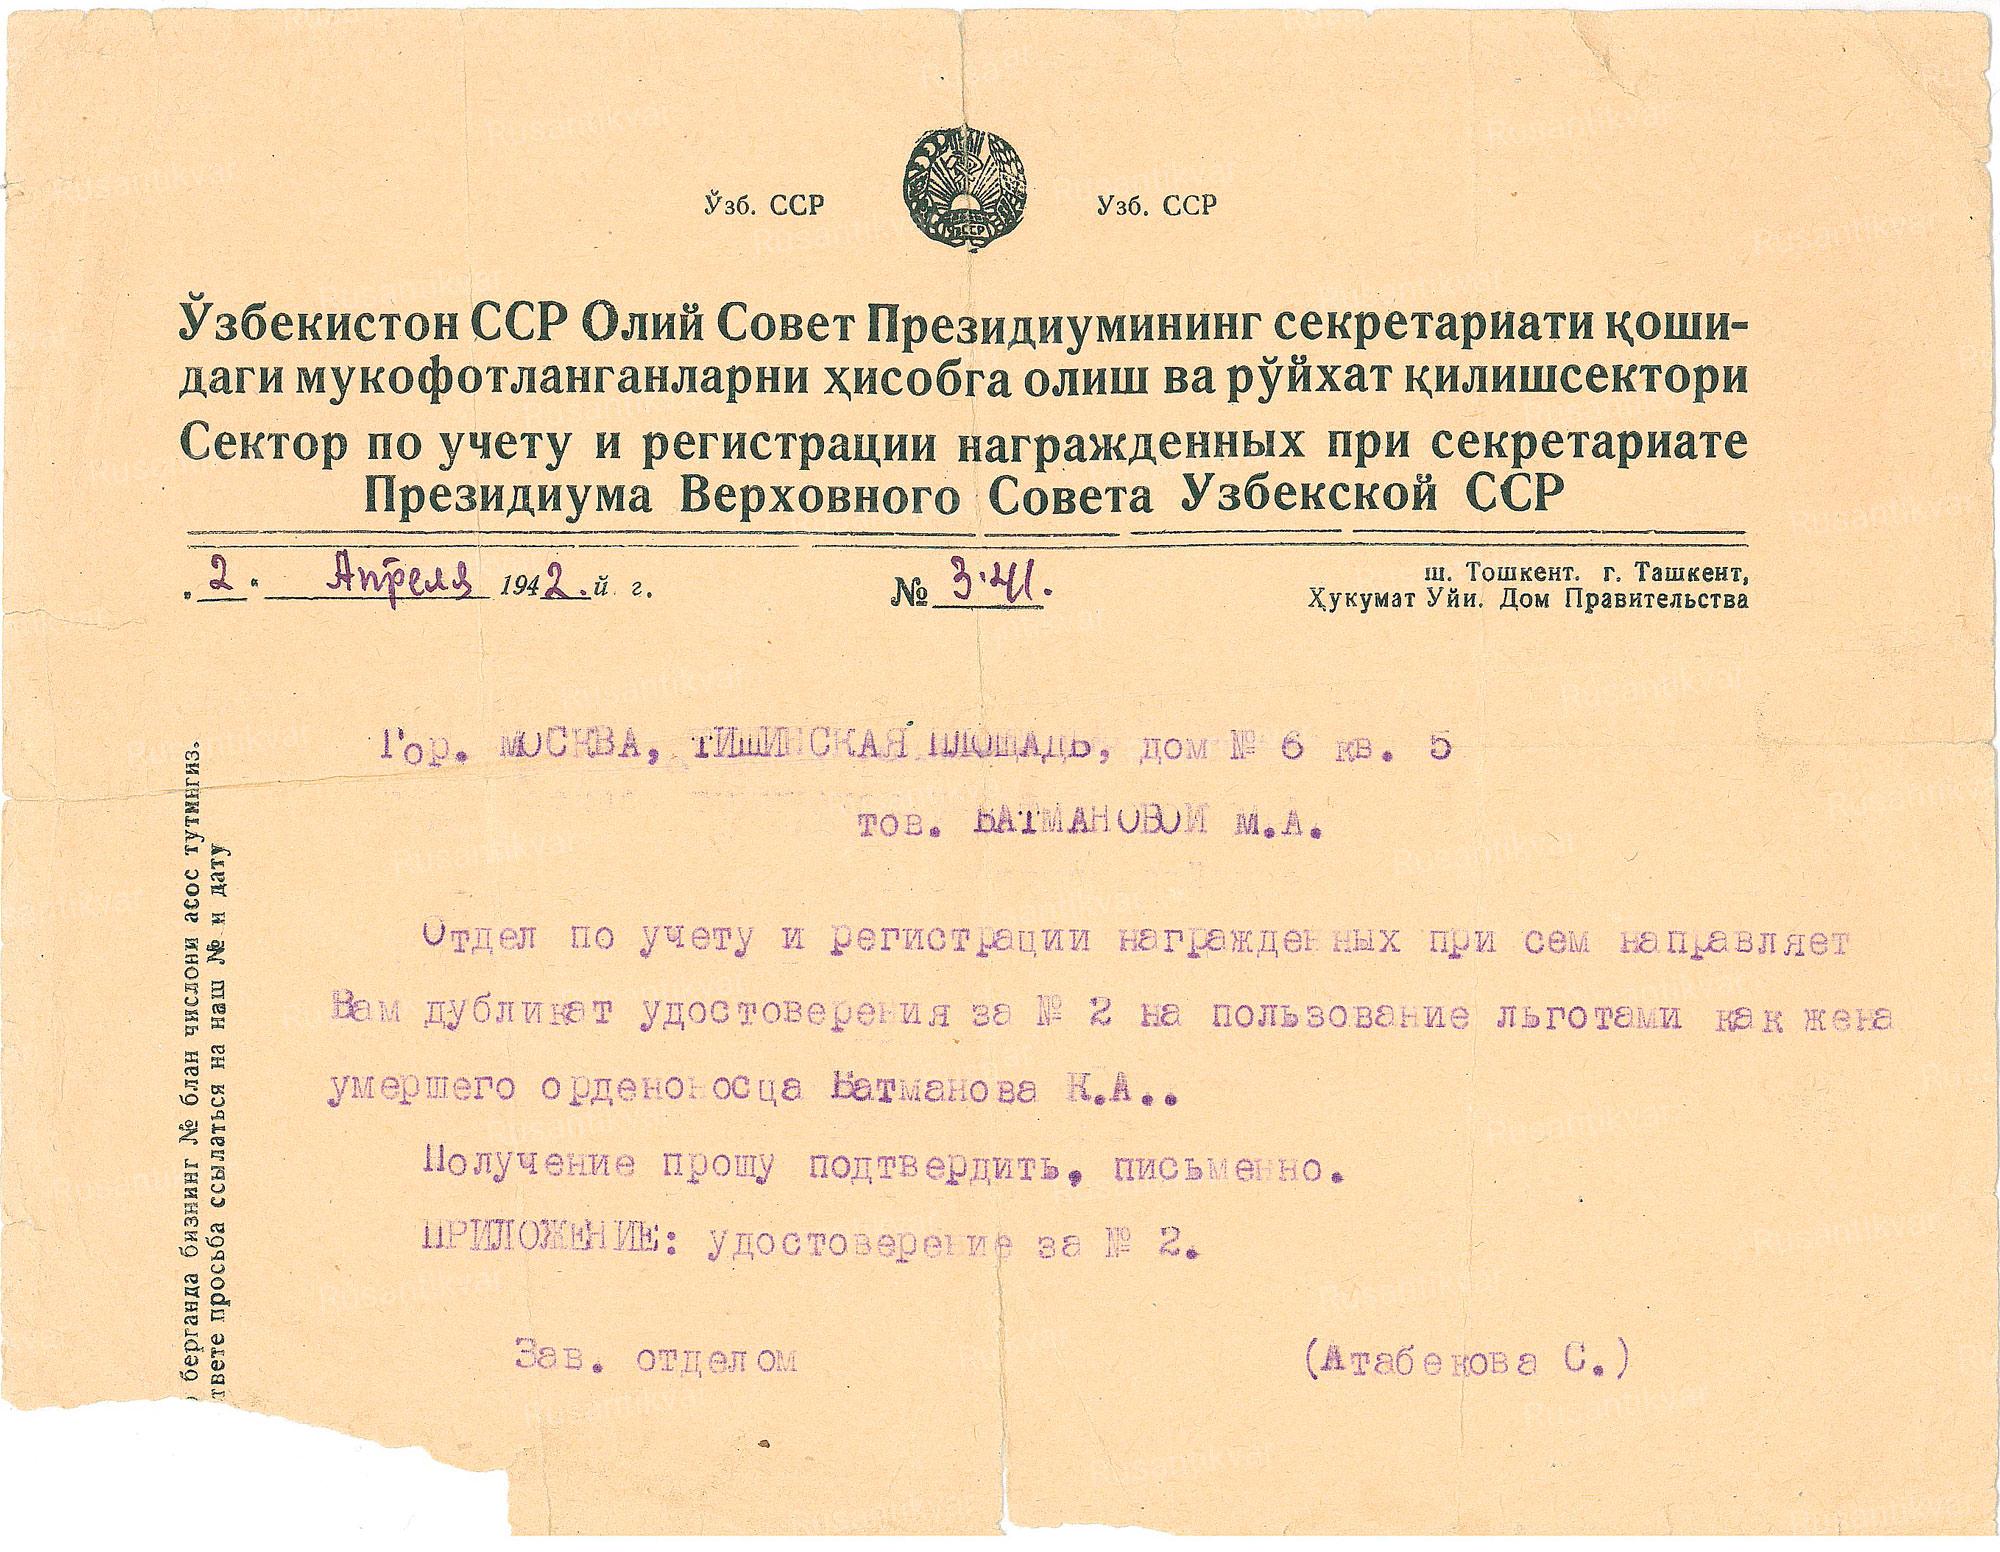 Ўзб. ССР
Узб. ССР
Ўзбекистон ССР Олий Совет Президиумининг секретариати қоши-
даги мукофотланганларни ҳисобга олиш ва рўйхат қилишсектори
Сектор по учету и регистрации награжденных при секретариате
Президиума Верховного Совета Узбекской ССР
„2“ Апреля 1942.й г.
№ 3.41.
ш. Тошкент. г. Ташкент,
Ҳукумат Уйи. Дом Правительства
Гор. МОСКВА, ТИШИНСКАЯ ПЛОЩАДЬ, дом № 6 кв. 5
тов. БАТМАНОВОЙ М.А.
Отдел по учету и регистрации награжденных при сем направляет
Вам дубликат удостоверения за № 2 на пользование льготами как жена
умершего орденоносца Батманова К.А..
Получение прошу подтвердить, письменно.
ПРИЛОЖЕНИЕ: удостоверение за № 2.
Зав. отделом
(Атабекова С.)
берганда бизнинг № блан числони асос тутингиз.
твете просьба ссылаться на наш № и дату
Rusantikvar